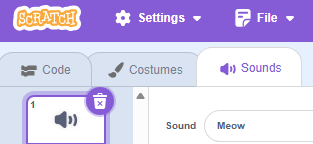 SCRATCH Settings File
Code Costumes Sounds
1
Sound Meow